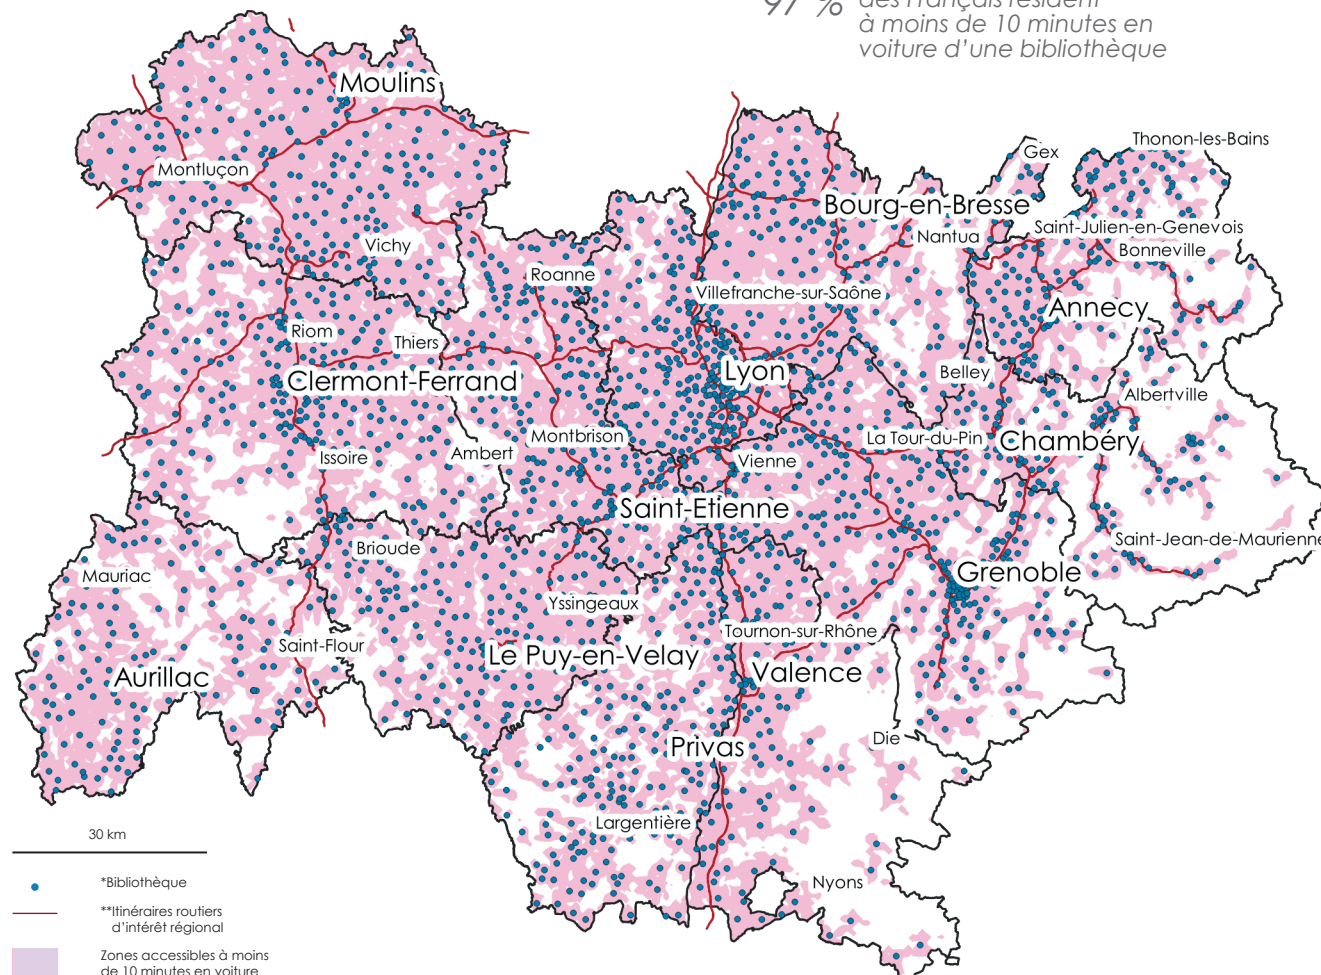 97 % des Français résident
à moins de 10 minutes en
voiture d'une bibliothèque
Moulins
Montluçon
Vichy
Thonon-les-Bains
Gex
Bourg-en-Bresse
Saint-Julien-en-Genevois
Nantua
Bonneville
Roanne
Villefranche-sur-Saône
Annecy
Riom
Thiers
Clermont-Ferrand
Lyon
Belley
Albertville
Montbrison
La Tour-du-Pin
Chambéry
Issoire
Ambert
Vienne
Saint-Etienne
Brioude
Saint-Jean-de-Maurienne
Mauriac
Grenoble
Yssingeaux
Saint-Flour
Tournon-sur-Rhône
Le Puy-en-Velay
Aurillac
Valence
Privas
Die
Largentière
Nyons
30 km
*Bibliothèque
**Itinéraires routiers
d'intérêt régional
Zones accessibles à moins
de 10 minutes en voiture